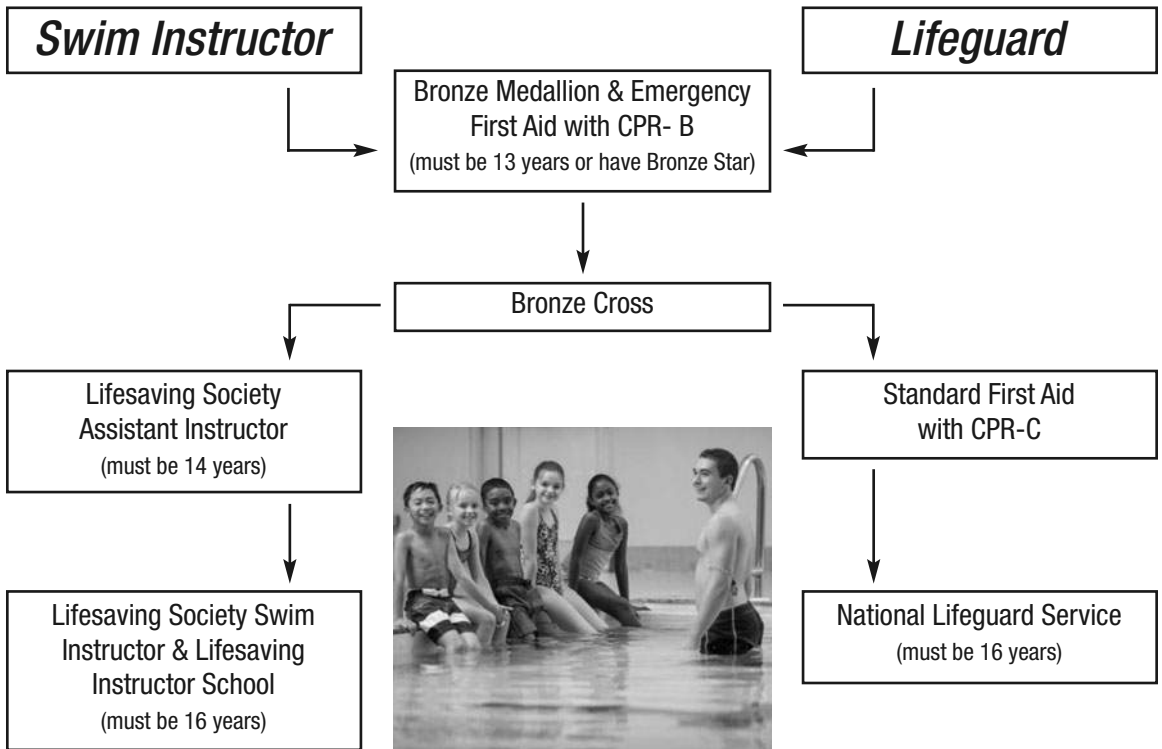 Swim Instructor
Lifeguard
Bronze Medallion & Emergency
First Aid with CPR- B
(must be 13 years or have Bronze Star)
Bronze Cross
Lifesaving Society
Assistant Instructor
(must be 14 years)
Standard First Aid
with CPR-C
Lifesaving Society Swim
Instructor & Lifesaving
Instructor School
(must be 16 years)
National Lifeguard Service
(must be 16 years)